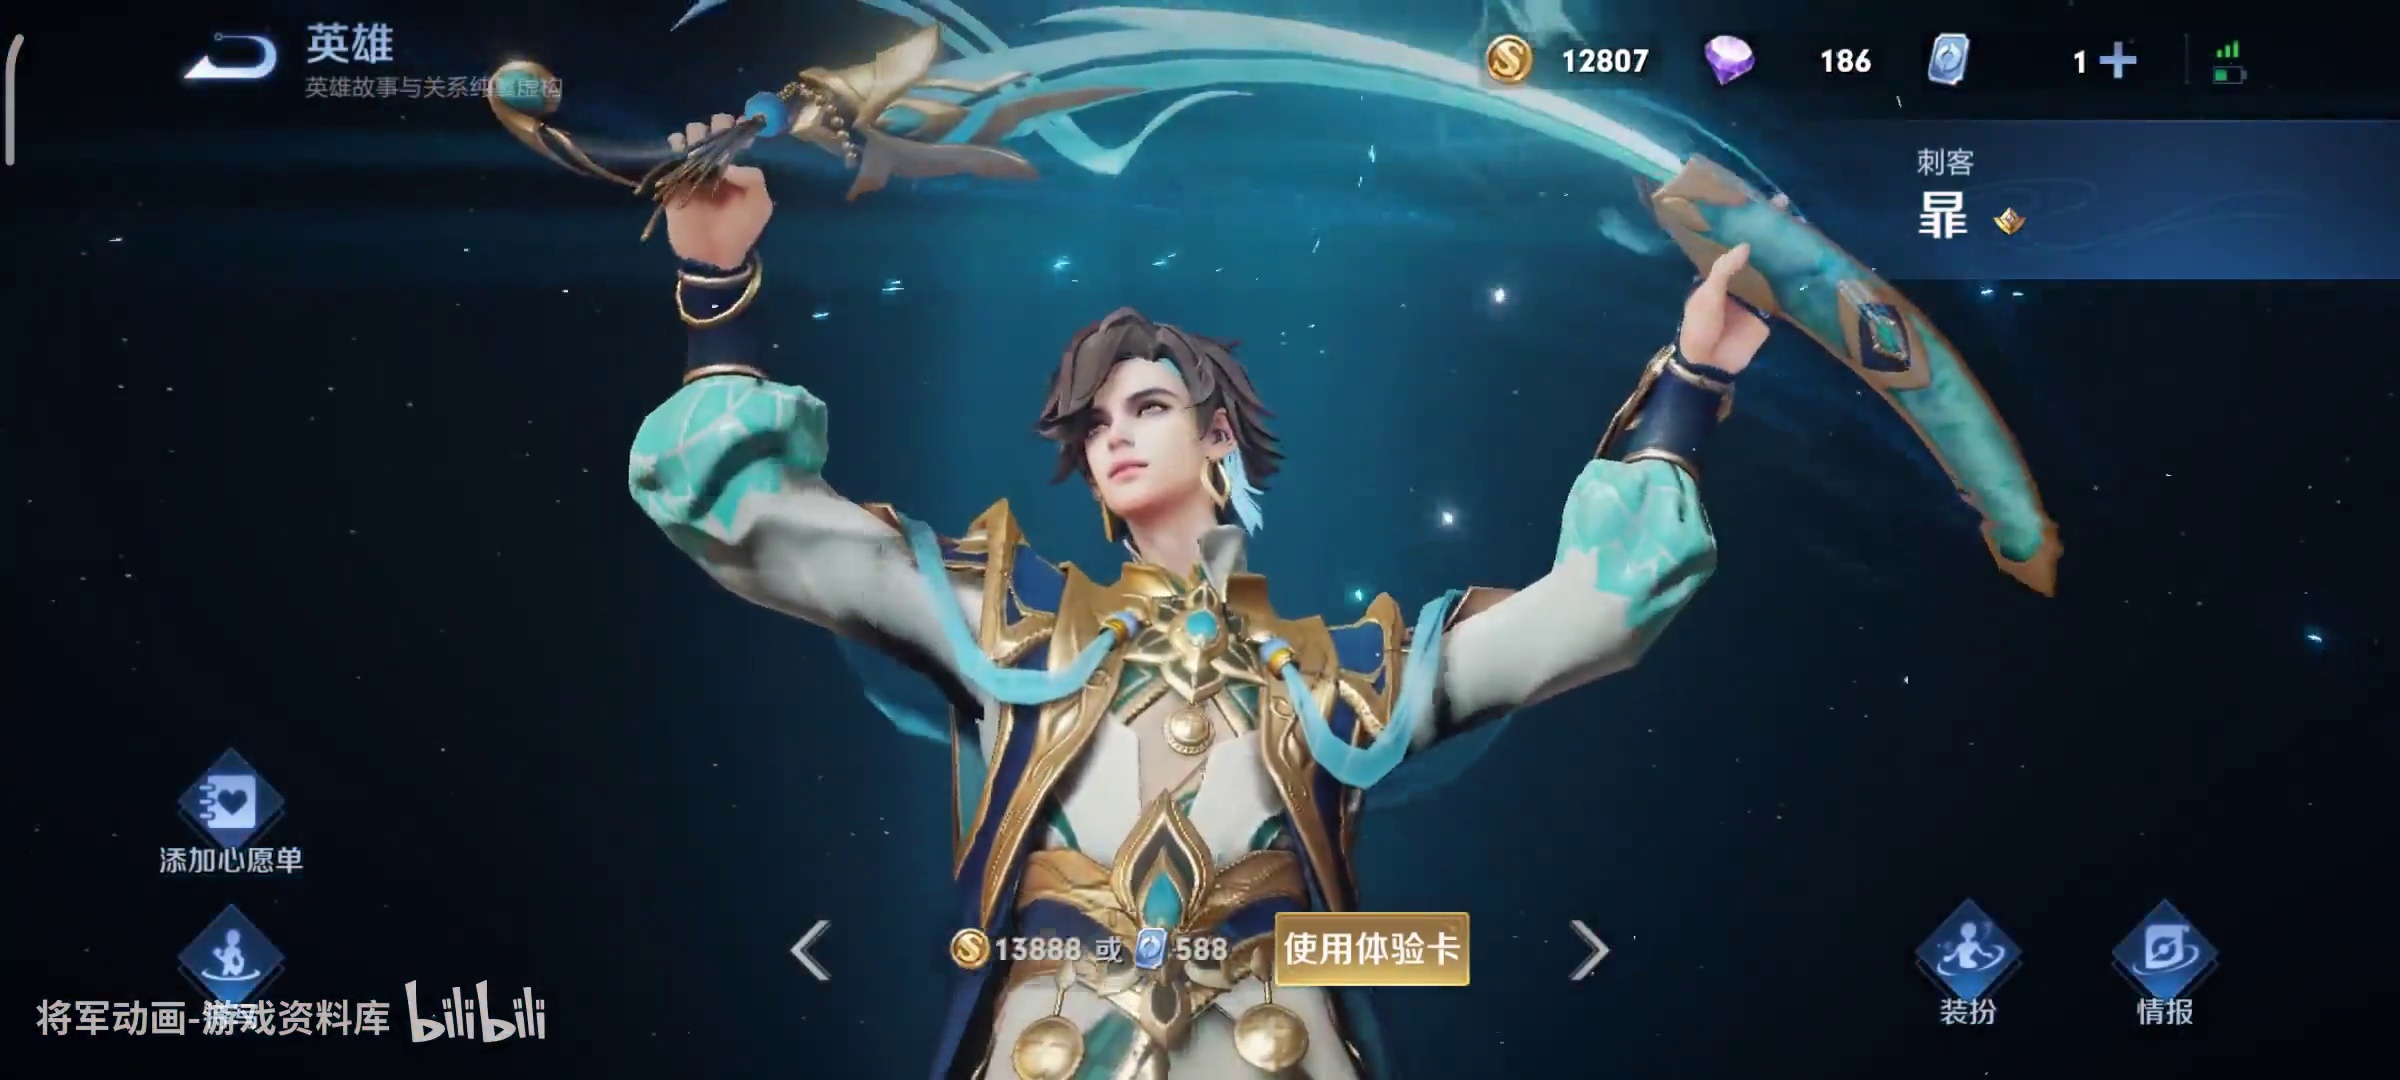 英雄
英雄故事与关系纯属虚构
12807
186
1
刺客
暃
添加心愿单
13888 或 588
使用体验卡
装扮
情报
将军动画-游戏资料库 bilibili